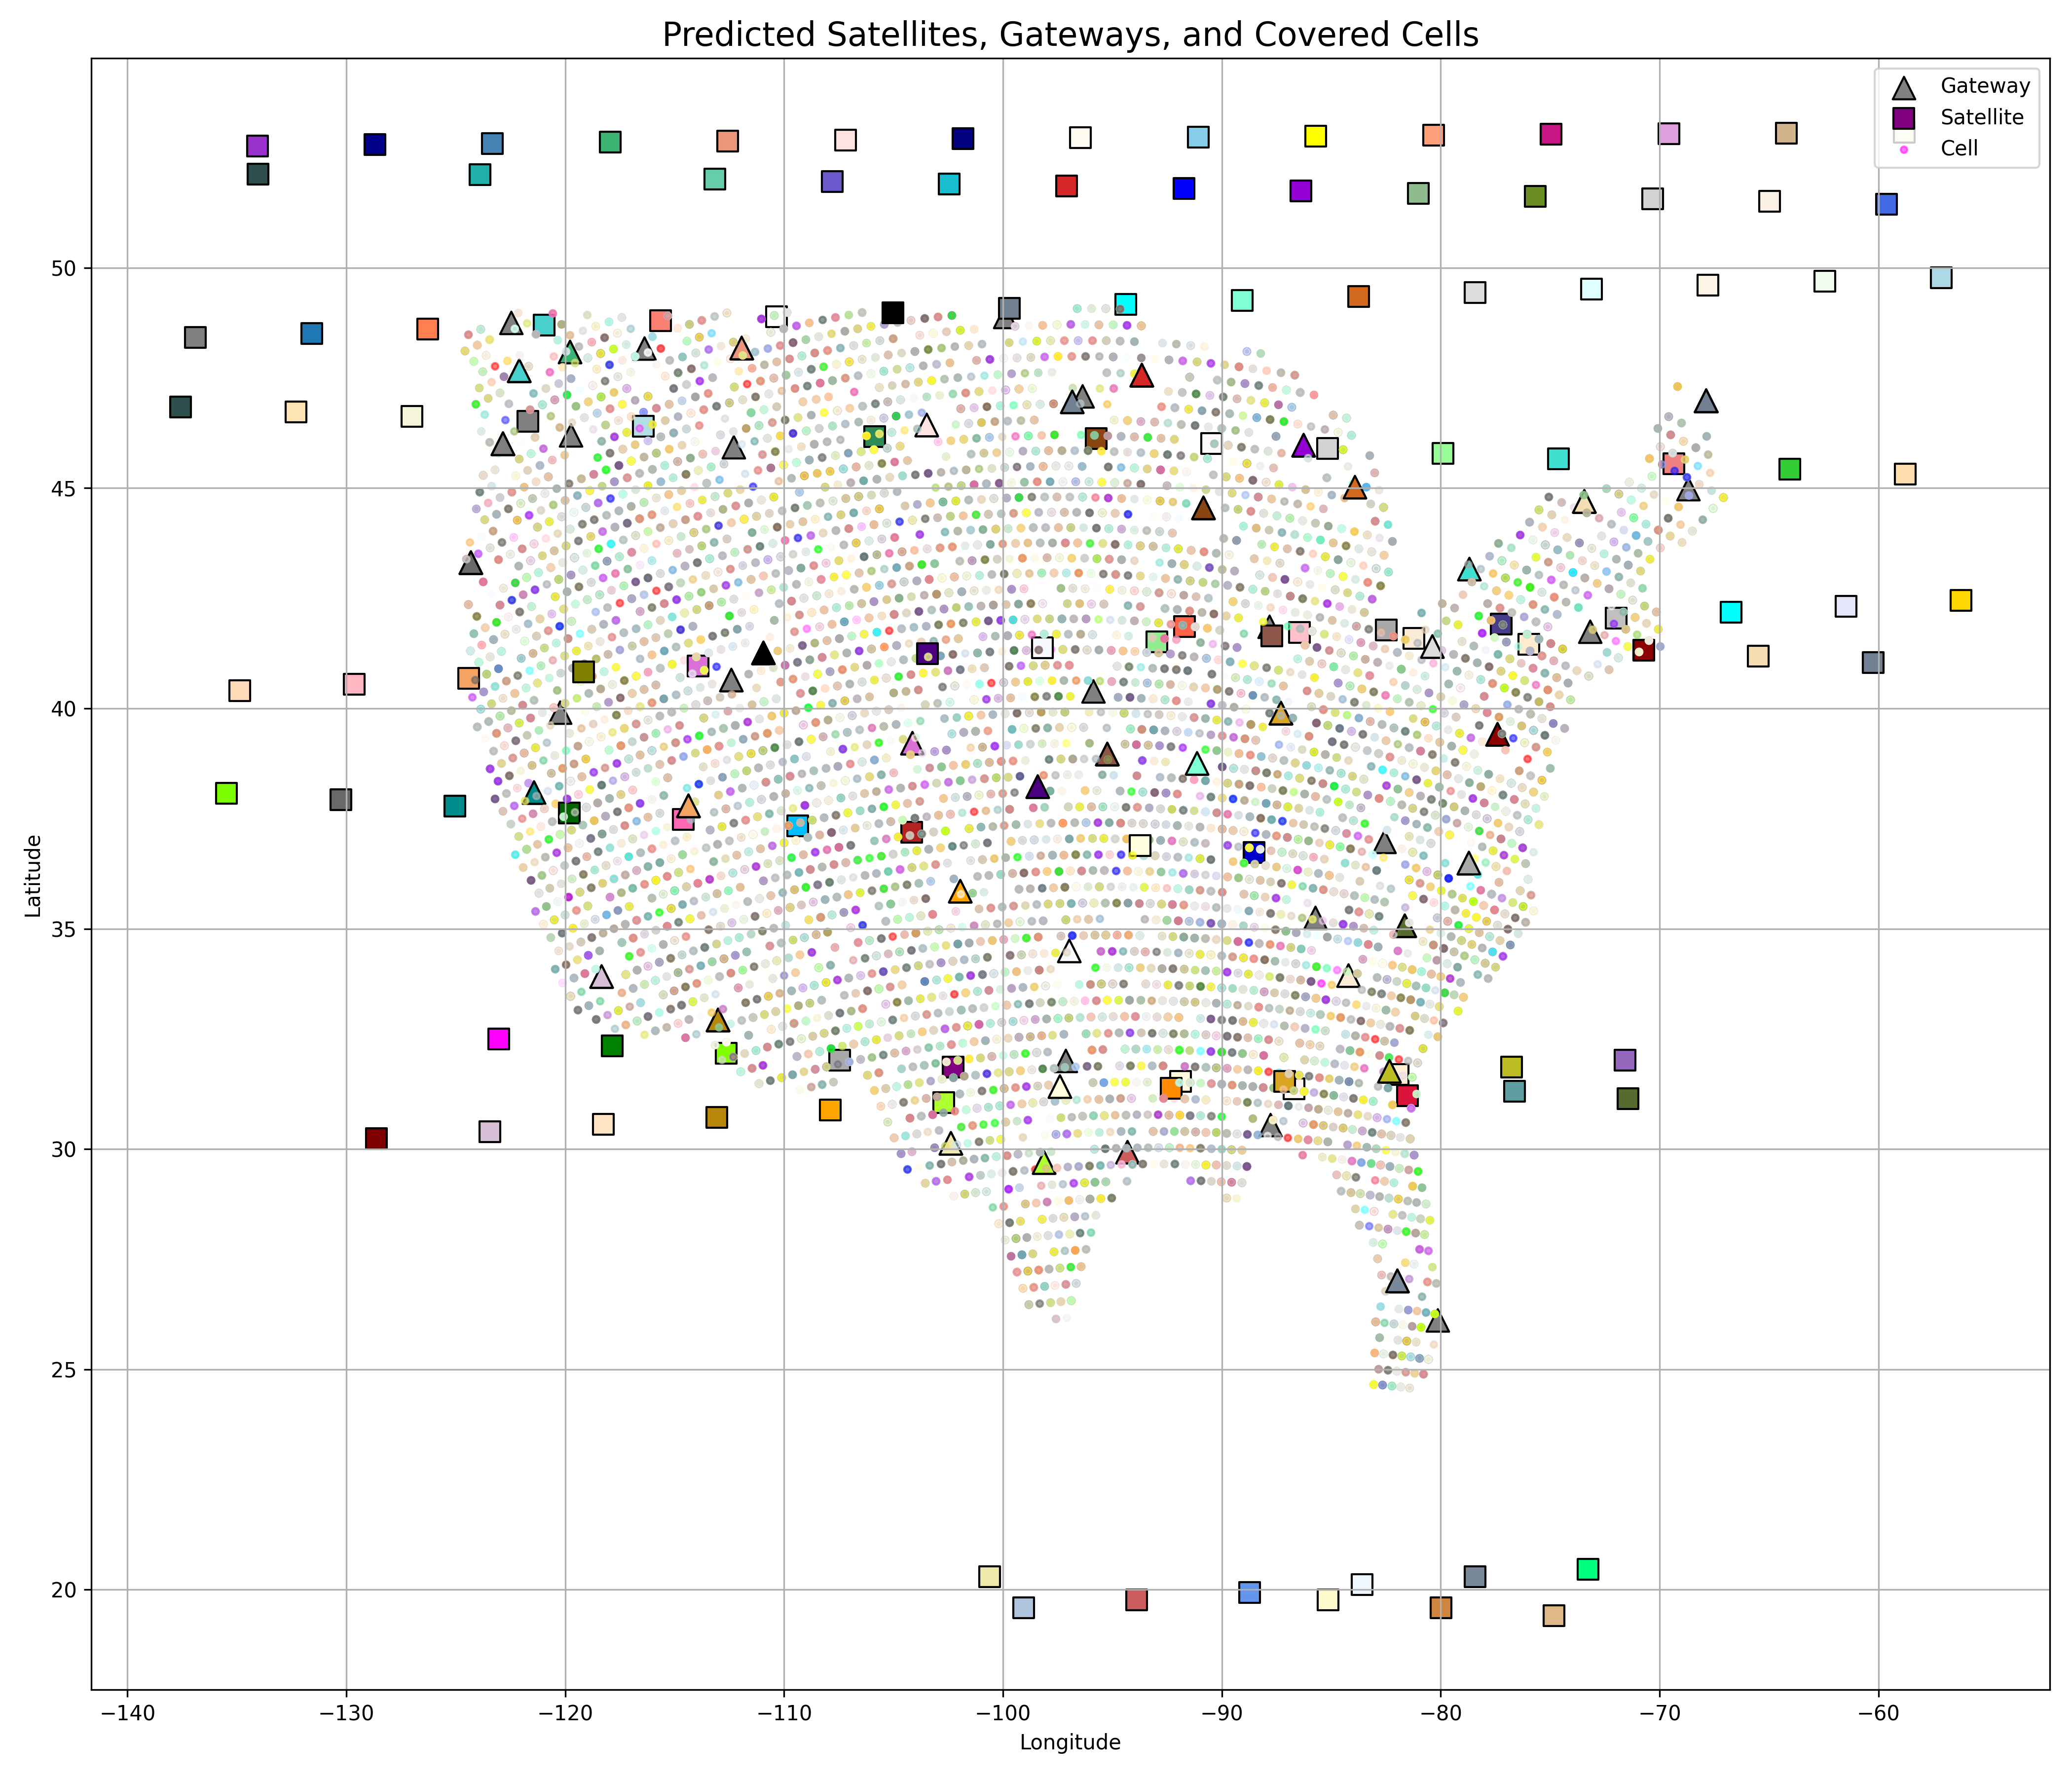 Predicted Satellites, Gateways, and Covered Cells
Gateway
Satellite
Cell
50
45
40
35
30
25
20
Latitude
−140 −130 −120 −110 −100 −90 −80 −70 −60
Longitude